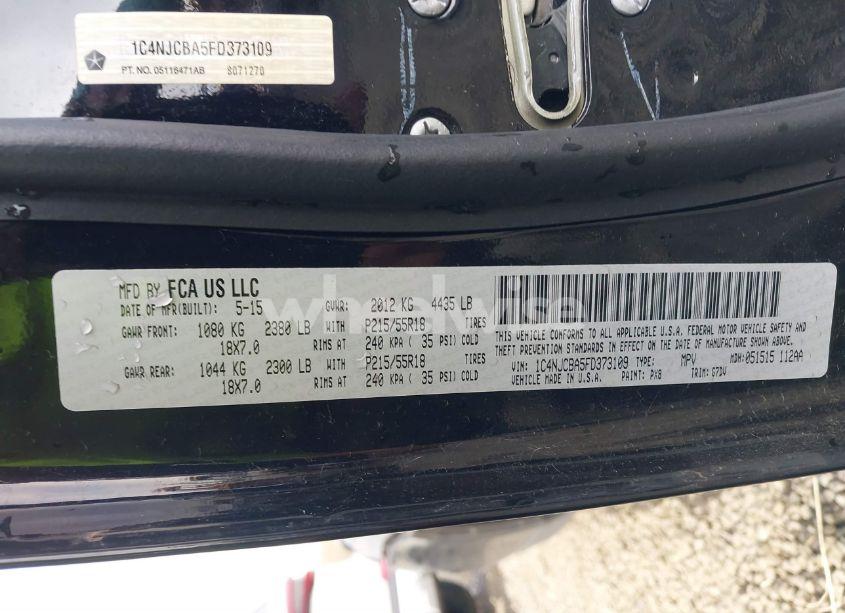 1C4NJCBA5FD373109
PT. NO. 05116471AB S071270
MFD BY FCA US LLC
DATE OF MFR(BUILT): 5-15 GVWR: 2012 KG 4435 LB
GAWR FRONT: 1080 KG 2380 LB WITH P215/55R18 TIRES
18X7.0 RIMS AT 240 KPA ( 35 PSI) COLD
GAWR REAR: 1044 KG 2300 LB WITH P215/55R18 TIRES
18X7.0 RIMS AT 240 KPA ( 35 PSI) COLD
THIS VEHICLE CONFORMS TO ALL APPLICABLE U.S.A. FEDERAL MOTOR VEHICLE SAFETY AND
THEFT PREVENTION STANDARDS IN EFFECT ON THE DATE OF MANUFACTURE SHOWN ABOVE.
VIN: 1C4NJCBA5FD373109 TYPE: MPV MDH: 051515 112AA
VEHICLE MADE IN U.S.A. PAINT: PX8 TRIM: G7DV
wheelwise